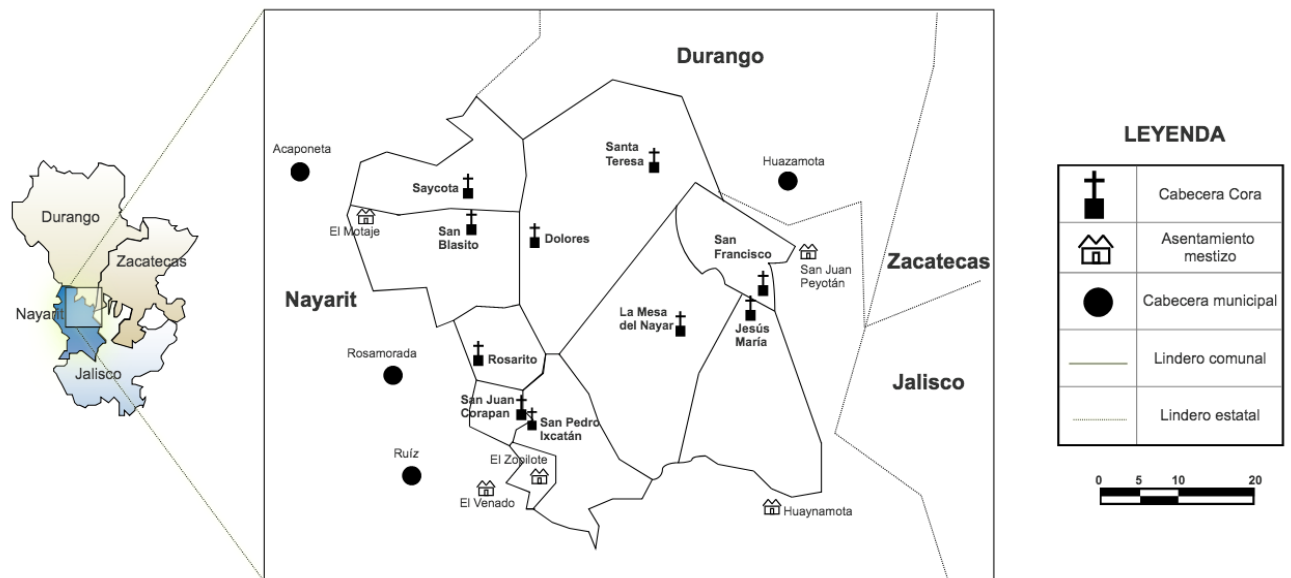 Durango
Zacatecas
Nayarit
Jalisco
Durango
Acaponeta
Santa
Teresa
Huazamota
Saycota
El Motaje
San
Blasito
Dolores
San
Francisco
San Juan
Peyotán
Zacatecas
Nayarit
La Mesa
del Nayar
Jesús
María
Rosarito
Rosamorada
Jalisco
San Juan
Corapan
San Pedro
Ixcatán
Ruíz
El Zopilote
El Venado
Huaynamota
LEYENDA
Cabecera Cora
Asentamiento
mestizo
Cabecera municipal
Lindero comunal
Lindero estatal
0 5 10 20